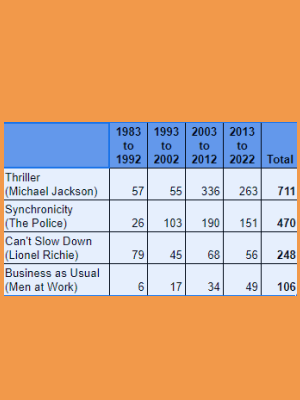 1983 1993 2003 2013
to to to to
1992 2002 2012 2022 Total
Thriller
(Michael Jackson) 57 55 336 263 711
Synchronicity
(The Police) 26 103 190 151 470
Can't Slow Down
(Lionel Richie) 79 45 68 56 248
Business as Usual
(Men at Work) 6 17 34 49 106